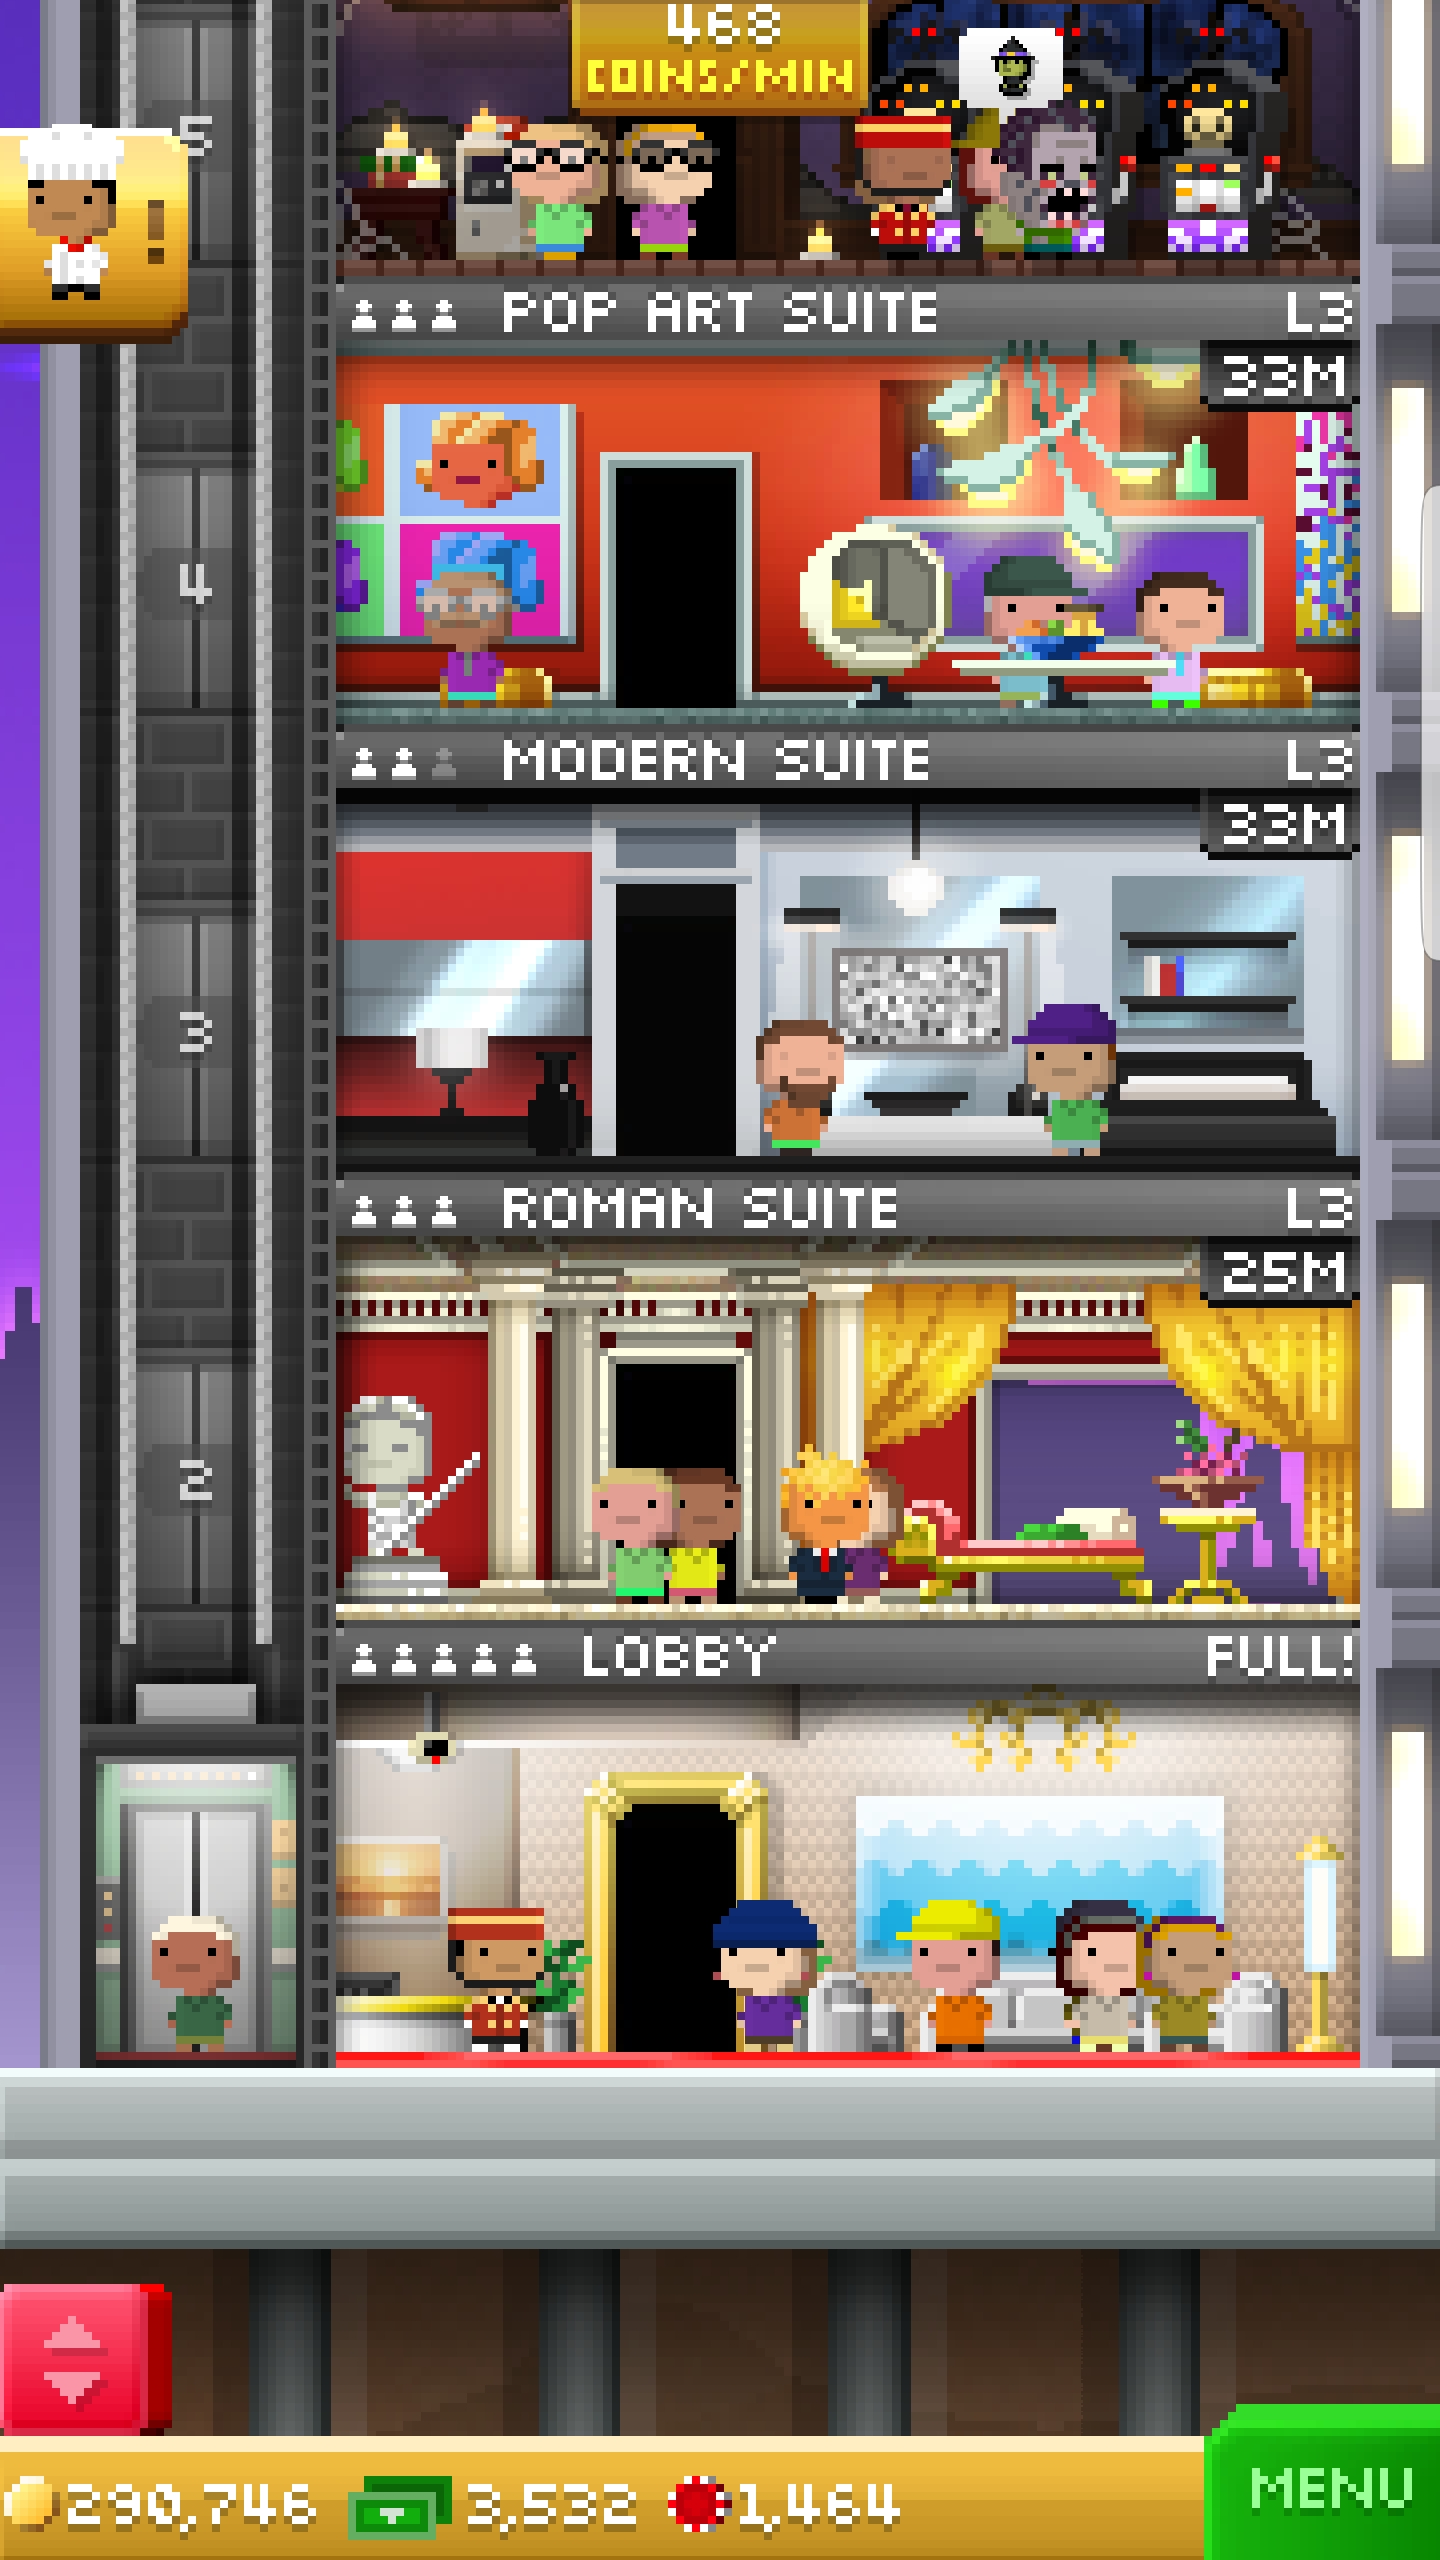 468
COINS/MIN
5
!
POP ART SUITE L3
33M
4
MODERN SUITE L3
33M
3
ROMAN SUITE L3
25M
2
LOBBY FULL!
290,746 3,532 1,464
MENU